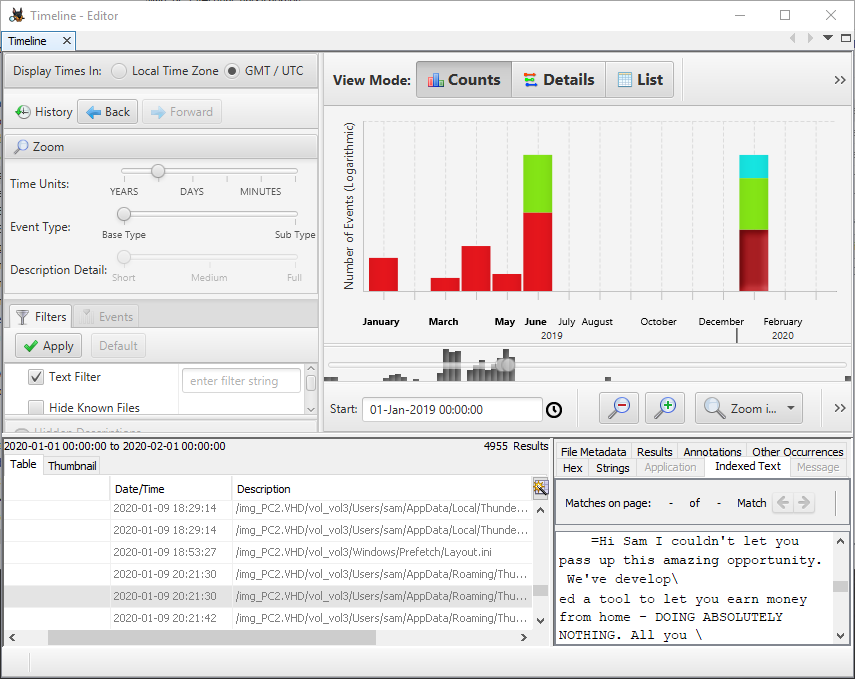 Timeline - Editor
Timeline
Display Times In: Local Time Zone GMT / UTC
History Back Forward
Zoom
Time Units:
YEARS DAYS MINUTES
Event Type:
Base Type Sub Type
Description Detail:
Short Medium Full
Filters Events
Apply Default
Text Filter enter filter string
Hide Known Files
Hidden Descriptions
View Mode: Counts Details List
Number of Events (Logarithmic)
January March May June July August October December February
2019 2020
Start: 01-Jan-2019 00:00:00 Zoom i...
2020-01-01 00:00:00 to 2020-02-01 00:00:00 4955 Results
Table Thumbnail
Date/Time Description
2020-01-09 18:29:14 /img_PC2.VHD/vol_vol3/Users/sam/AppData/Local/Thunde...
2020-01-09 18:29:14 /img_PC2.VHD/vol_vol3/Users/sam/AppData/Local/Thunde...
2020-01-09 18:53:27 /img_PC2.VHD/vol_vol3/Windows/Prefetch/Layout.ini
2020-01-09 20:21:30 /img_PC2.VHD/vol_vol3/Users/sam/AppData/Roaming/Thu...
2020-01-09 20:21:30 /img_PC2.VHD/vol_vol3/Users/sam/AppData/Roaming/Thu...
2020-01-09 20:21:42 /img_PC2.VHD/vol_vol3/Users/sam/AppData/Roaming/Thu...
File Metadata Results Annotations Other Occurrences
Hex Strings Application Indexed Text Message
Matches on page: - of - Match
=Hi Sam I couldn't let you
pass up this amazing opportunity.
We've develop\
ed a tool to let you earn money
from home - DOING ABSOLUTELY
NOTHING. All you \